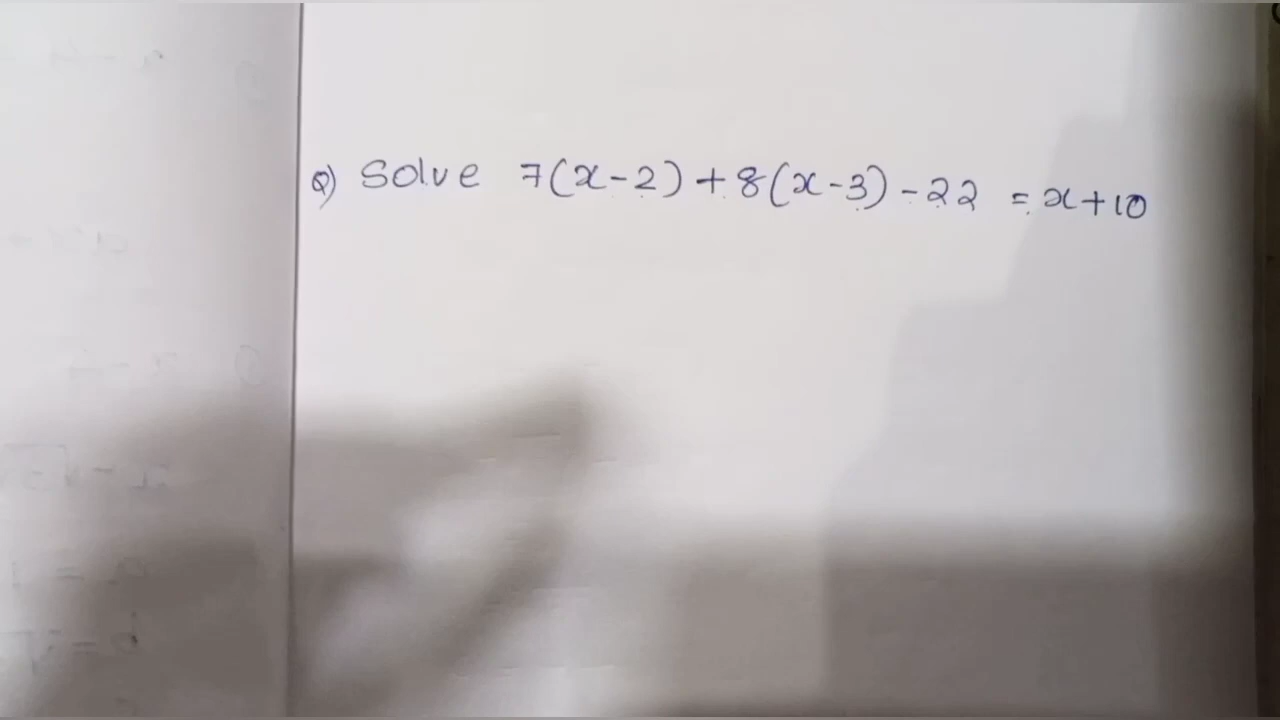 Q) Solve 7(x-2)+8(x-3)-22 = x+10